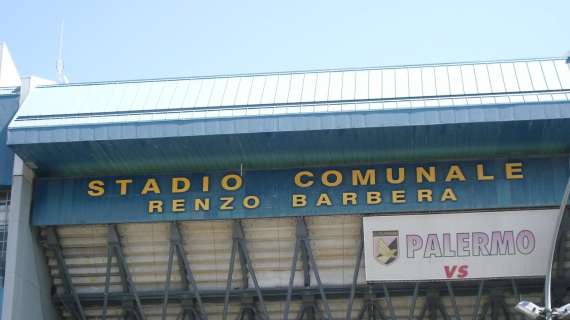 STADIO COMUNALE
RENZO BARBERA
PALERMO
VS